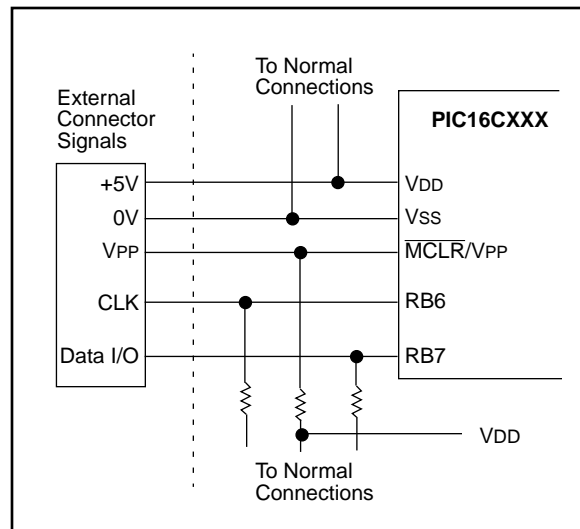 To Normal
Connections
External
Connector
Signals
PIC16CXXX
+5V
VDD
0V
VSS
VPP
MCLR/VPP
CLK
RB6
Data I/O
RB7
VDD
To Normal
Connections